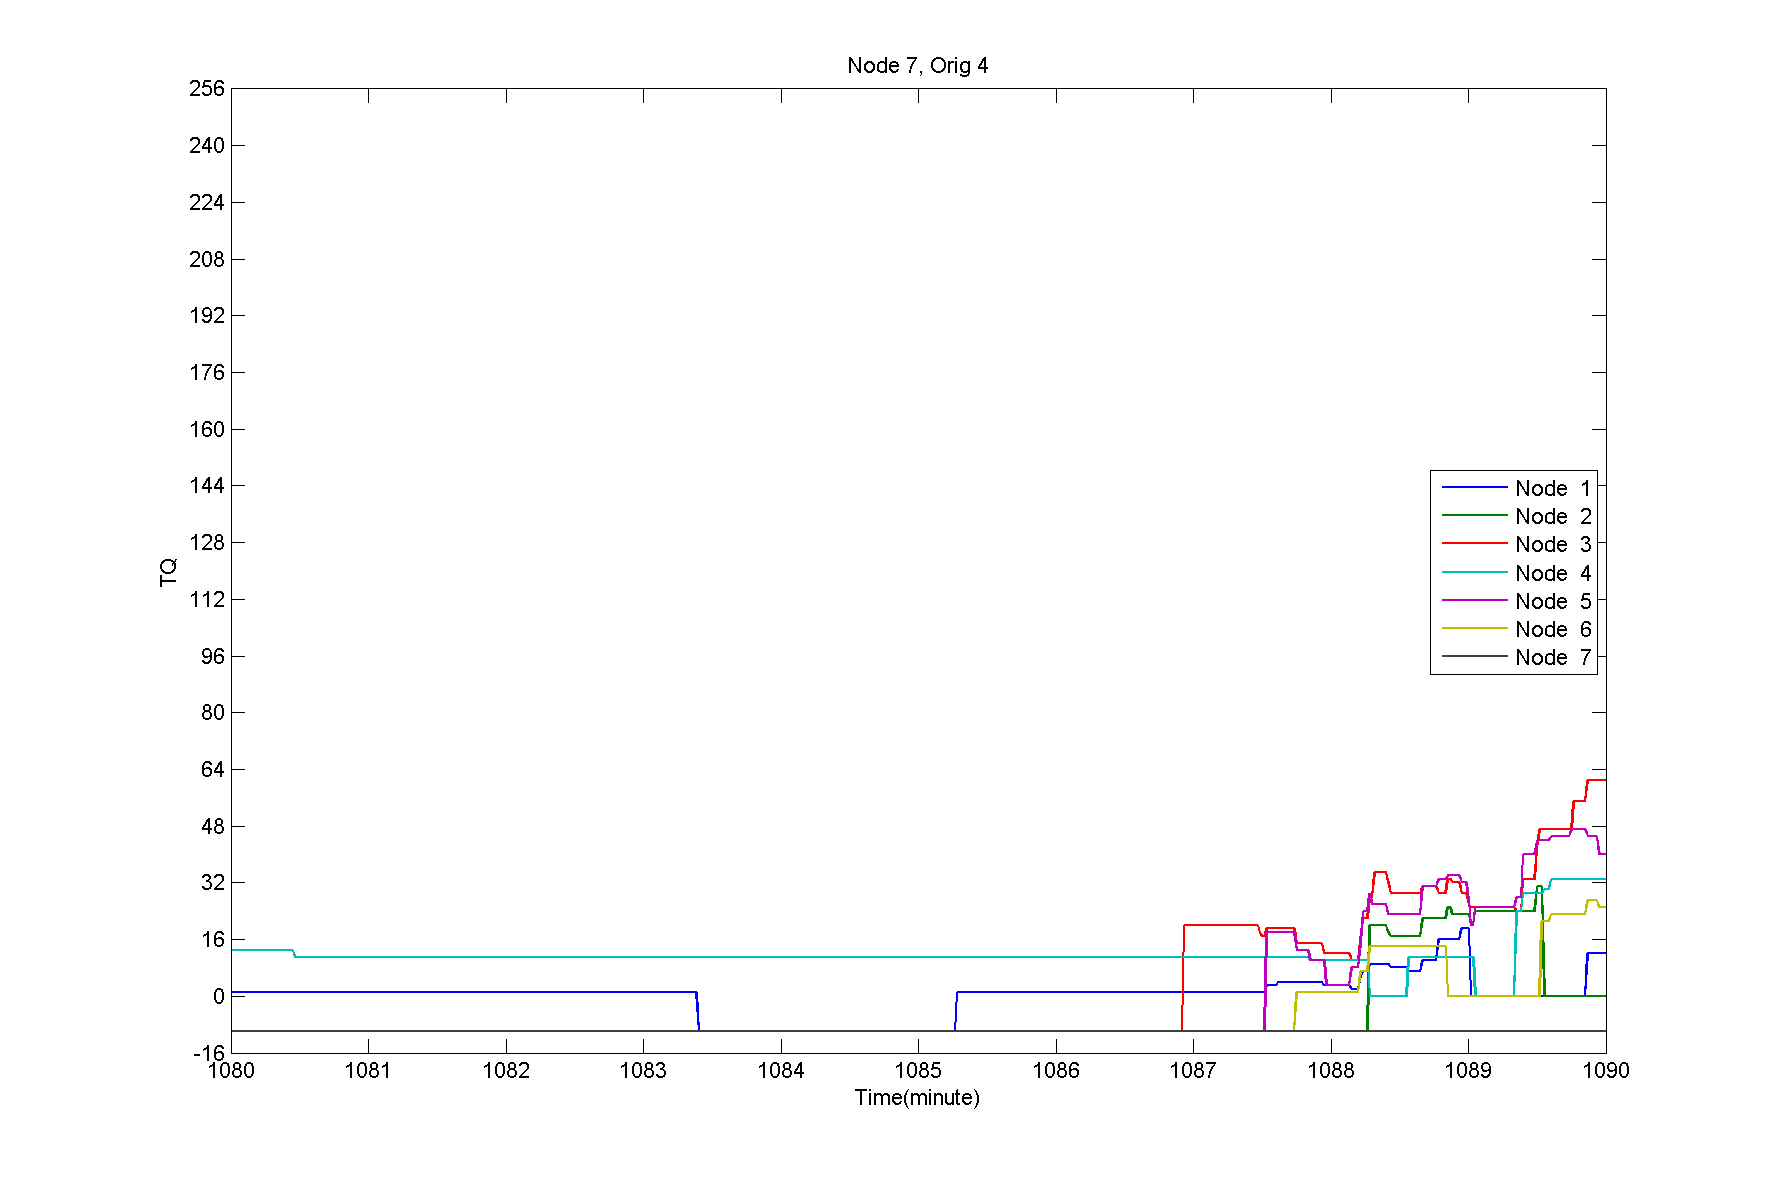 Node 7, Orig 4
256
240
224
208
192
176
160
144
128
112
96
80
64
48
32
16
0
-16
TQ
Node 1
Node 2
Node 3
Node 4
Node 5
Node 6
Node 7
1080 1081 1082 1083 1084 1085 1086 1087 1088 1089 1090
Time(minute)